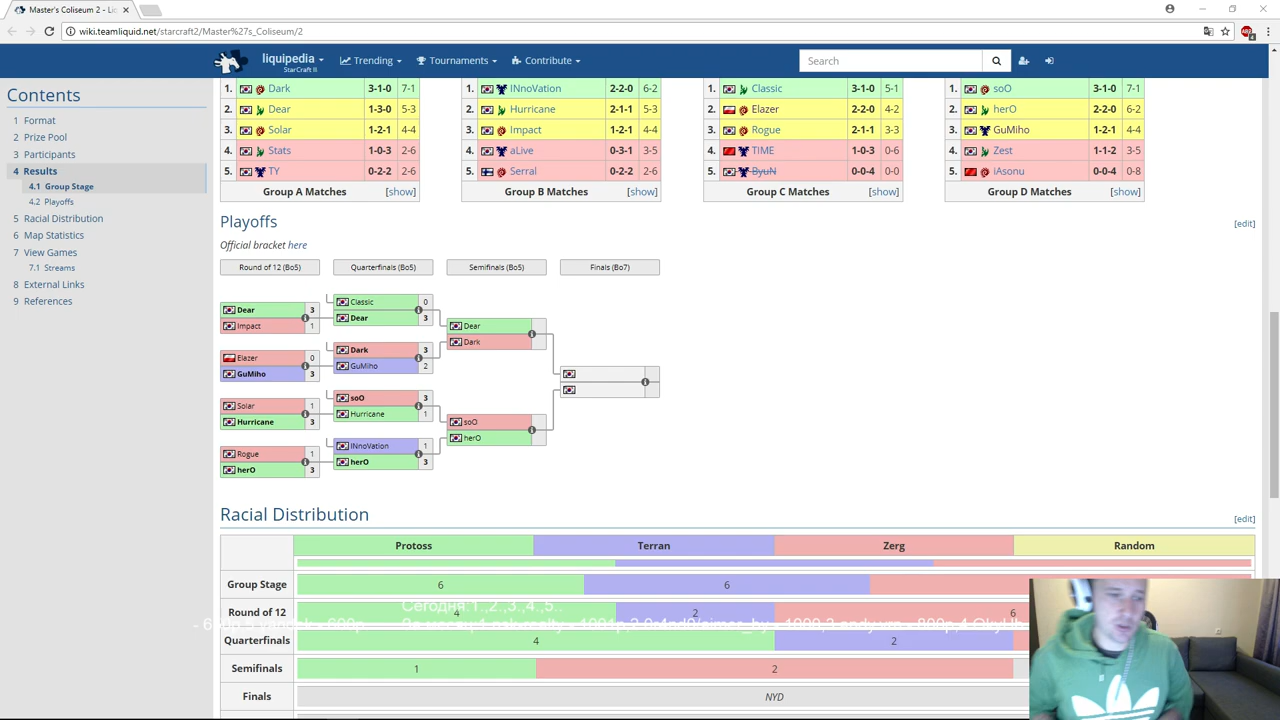 Master's Coliseum 2 - Liq
wiki.teamliquid.net/starcraft2/Master%27s_Coliseum/2
liquipedia
StarCraft II
Trending
Tournaments
Contribute
Search
Contents
1 Format
2 Prize Pool
3 Participants
4 Results
4.1 Group Stage
4.2 Playoffs
5 Racial Distribution
6 Map Statistics
7 View Games
7.1 Streams
8 External Links
9 References
1. Dark 3-1-0 7-1
2. Dear 1-3-0 5-3
3. Solar 1-2-1 4-4
4. Stats 1-0-3 2-6
5. TY 0-2-2 2-6
Group A Matches [show]
1. INnoVation 2-2-0 6-2
2. Hurricane 2-1-1 5-3
3. Impact 1-2-1 4-4
4. aLive 0-3-1 3-5
5. Serral 0-2-2 2-6
Group B Matches [show]
1. Classic 3-1-0 5-1
2. Elazer 2-2-0 4-2
3. Rogue 2-1-1 3-3
4. TIME 1-0-3 0-6
5. ByuN 0-0-4 0-0
Group C Matches [show]
1. soO 3-1-0 7-1
2. herO 2-2-0 6-2
3. GuMiho 1-2-1 4-4
4. Zest 1-1-2 3-5
5. iAsonu 0-0-4 0-8
Group D Matches [show]
Playoffs [edit]
Official bracket here
Round of 12 (Bo5) Quarterfinals (Bo5) Semifinals (Bo5) Finals (Bo7)
Dear 3
Impact 1
Elazer 0
GuMiho 3
Solar 1
Hurricane 3
Rogue 1
herO 3
Classic 0
Dear 3
Dark 3
GuMiho 2
soO 3
Hurricane 1
INnoVation 1
herO 3
Dear
Dark
soO
herO
Racial Distribution [edit]
Protoss Terran Zerg Random
Group Stage 6 6
Round of 12 4 2 6
Quarterfinals 4 2
Semifinals 1 2
Finals NYD
Сегодня:1.,2.,3.,4.,5..